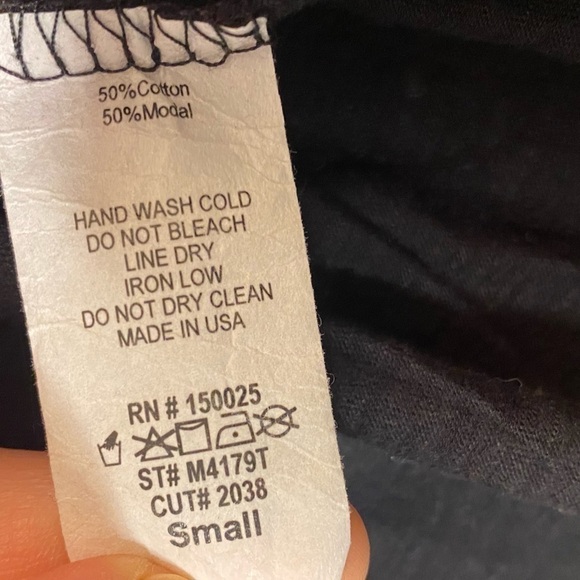 50%Cotton
50%Modal
HAND WASH COLD
DO NOT BLEACH
LINE DRY
IRON LOW
DO NOT DRY CLEAN
MADE IN USA
RN # 150025
ST# M4179T
CUT# 2038
Small